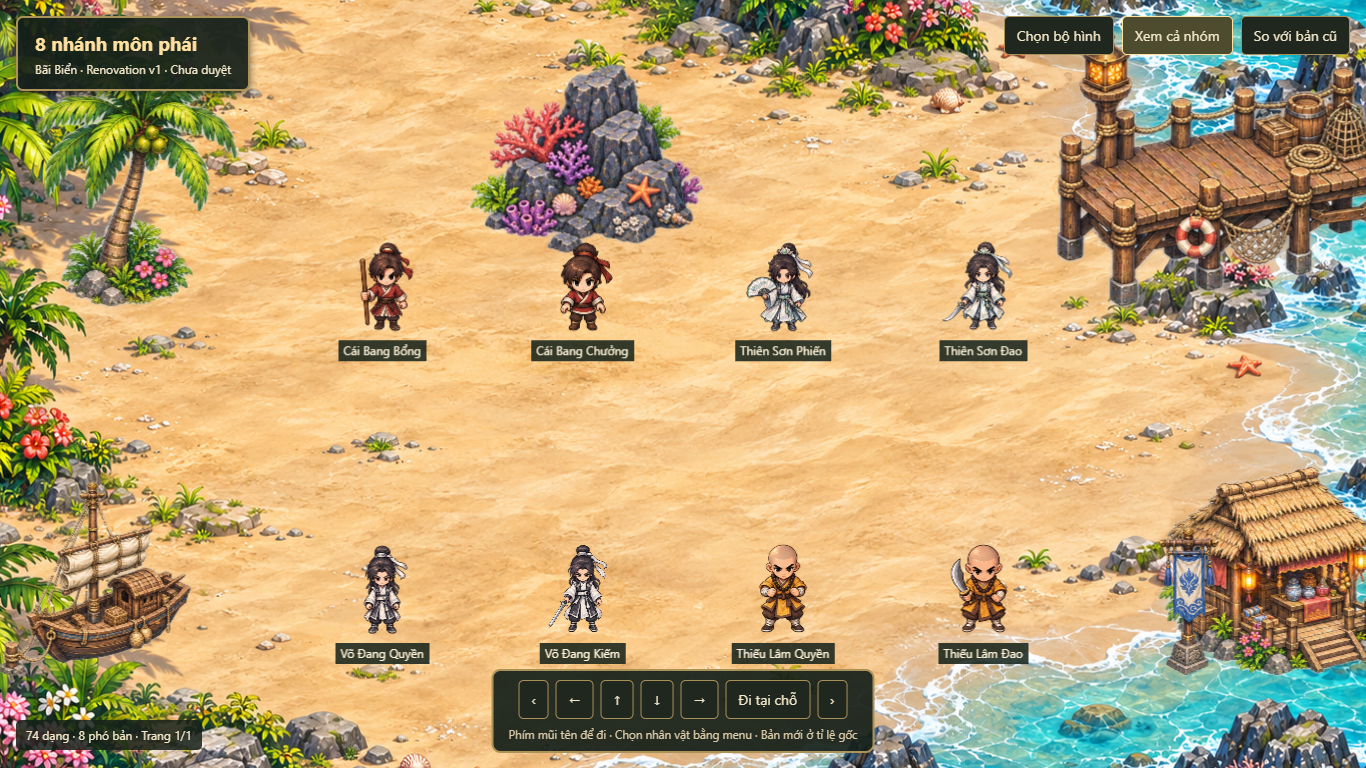 8 nhánh môn phái
Bãi Biển · Renovation v1 · Chưa duyệt
Chọn bộ hình
Xem cả nhóm
So với bản cũ
Cái Bang Bổng
Cái Bang Chưởng
Thiên Sơn Phiến
Thiên Sơn Đao
Võ Đang Quyền
Võ Đang Kiếm
Thiếu Lâm Quyền
Thiếu Lâm Đao
‹ ← ↑ ↓ → Đi tại chỗ ›
Phím mũi tên để đi · Chọn nhân vật bằng menu · Bản mới ở tỉ lệ gốc
74 dạng · 8 phó bản · Trang 1/1